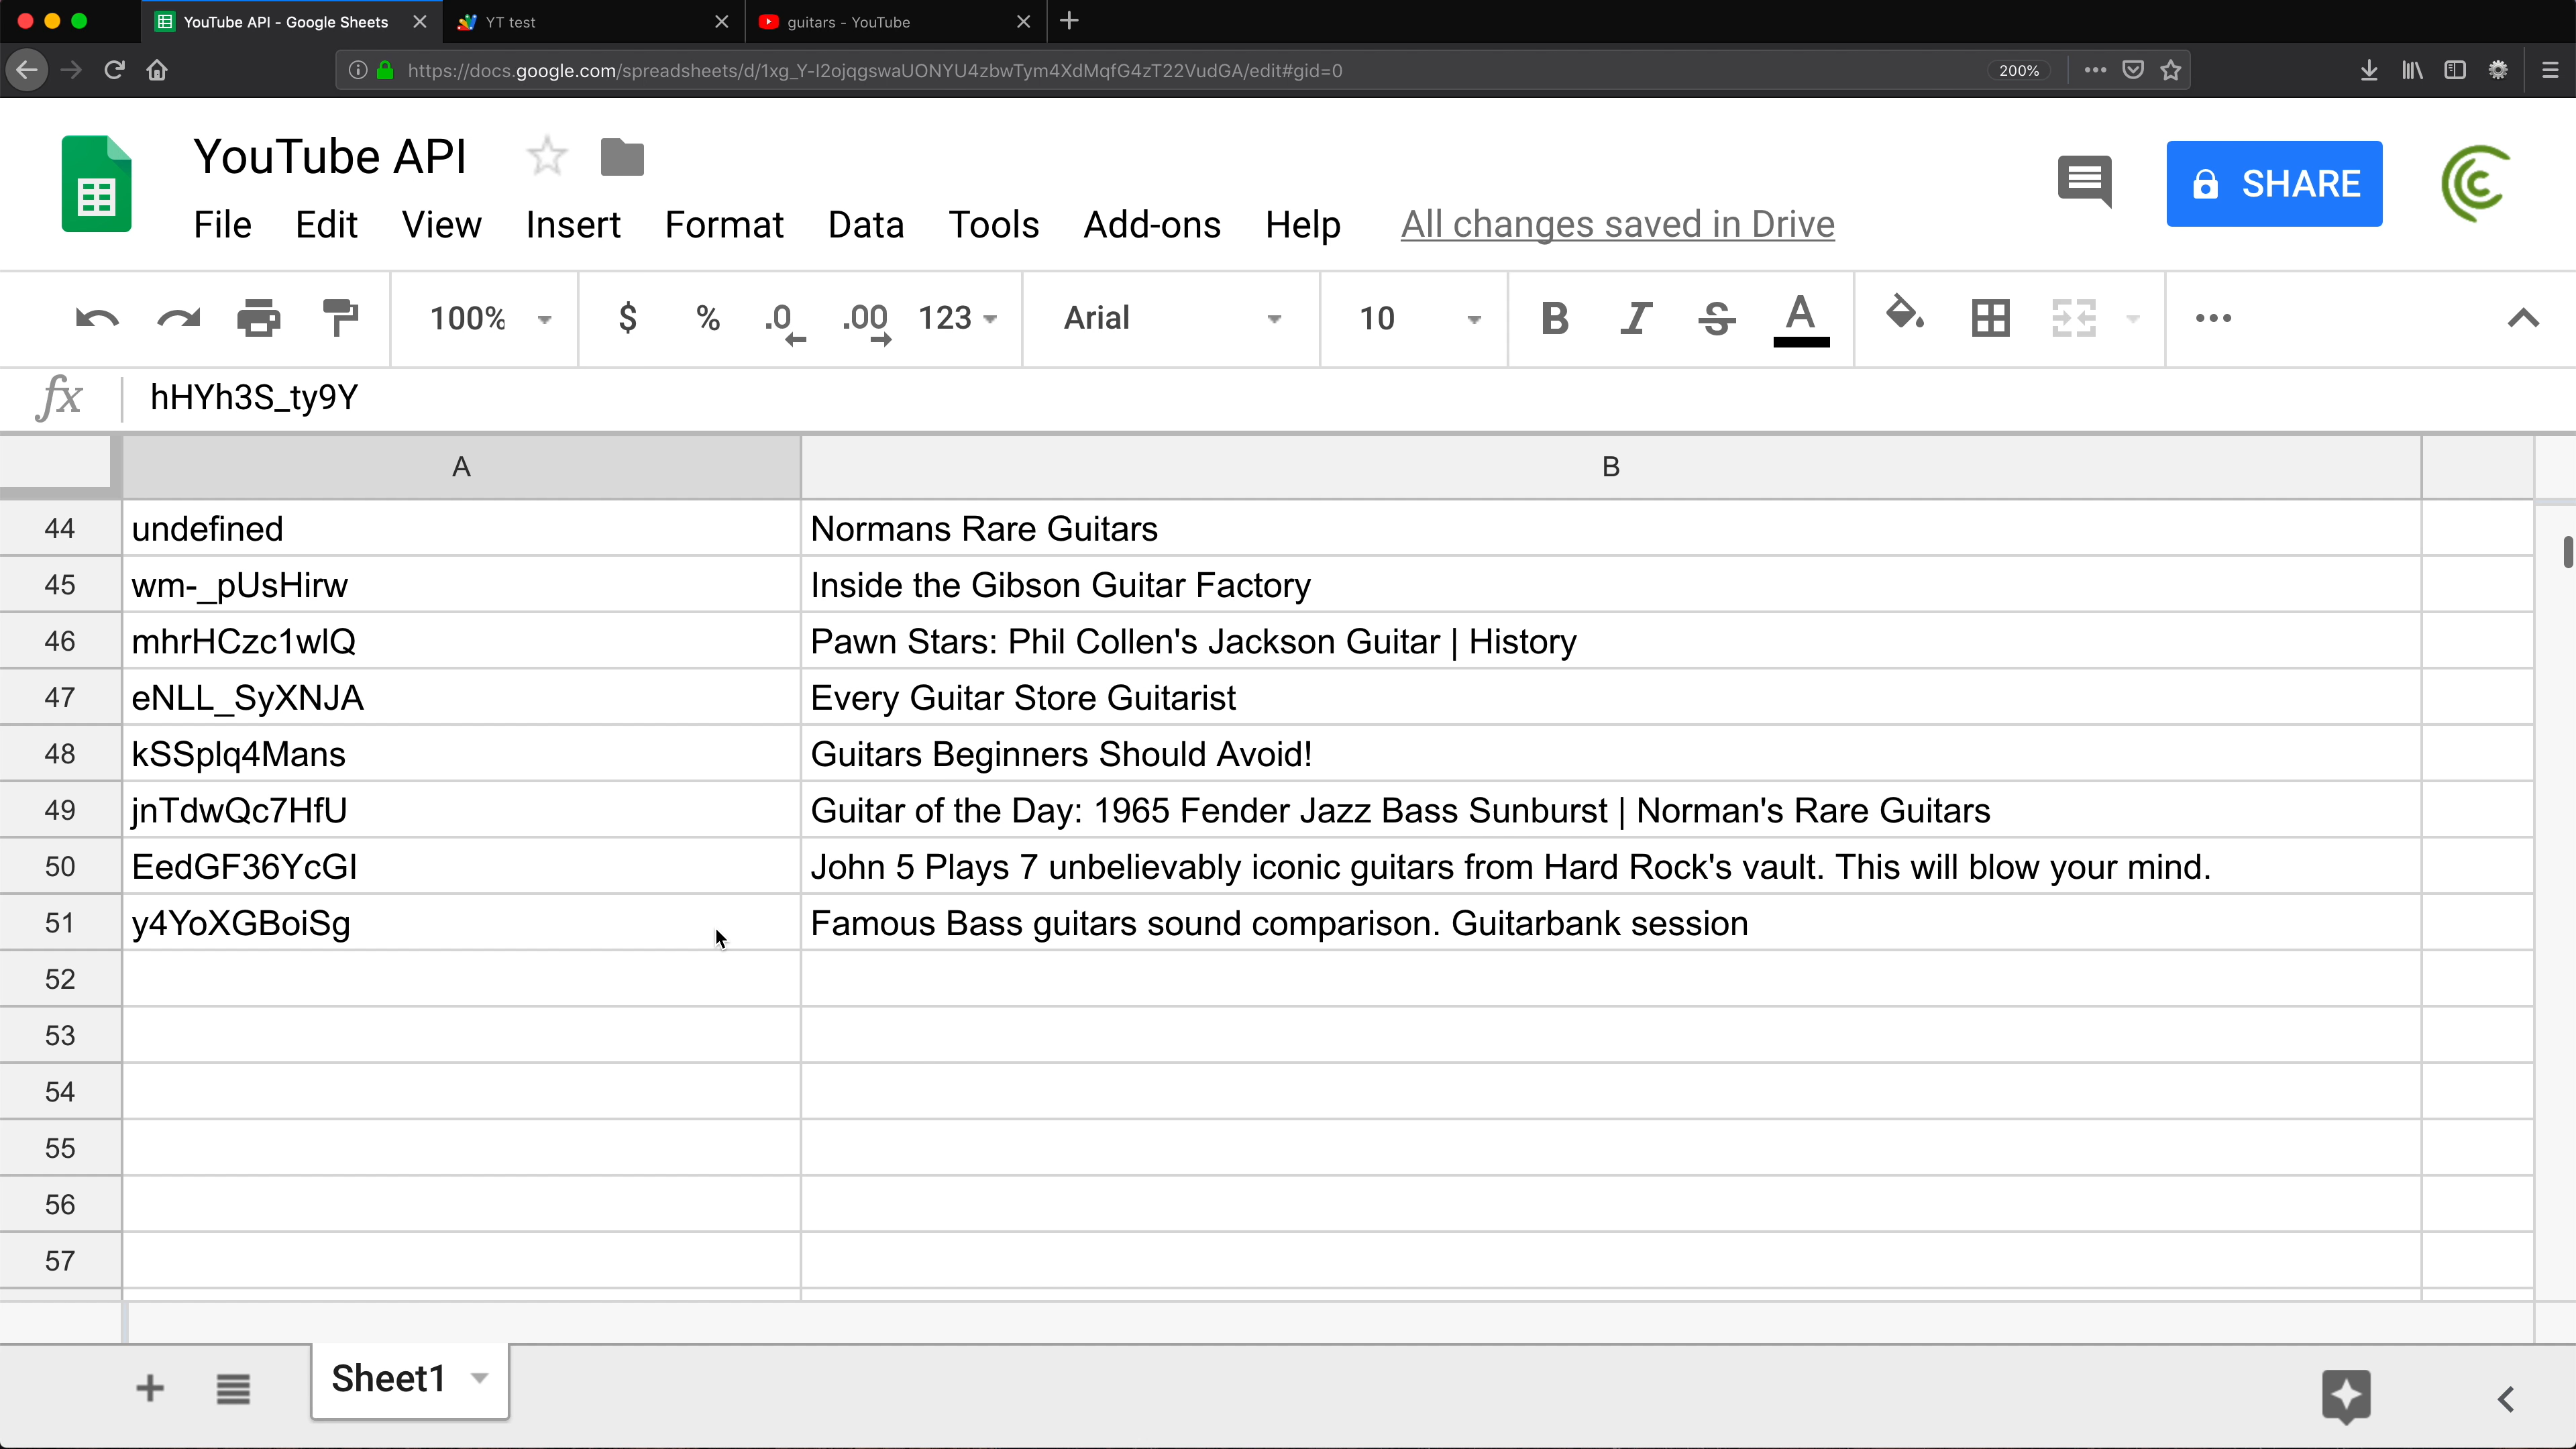 YouTube API - Google Sheets
YT test
guitars - YouTube
https://docs.google.com/spreadsheets/d/1xg_Y-I2ojqgswaUONYU4zbwTym4XdMqfG4zT22VudGA/edit#gid=0
200%
YouTube API
File Edit View Insert Format Data Tools Add-ons Help All changes saved in Drive
SHARE
100% $ % .0 .00 123 Arial 10 B I S A
fx hHYh3S_ty9Y
A B
44 undefined Normans Rare Guitars
45 wm-_pUsHirw Inside the Gibson Guitar Factory
46 mhrHCzc1wlQ Pawn Stars: Phil Collen's Jackson Guitar | History
47 eNLL_SyXNJA Every Guitar Store Guitarist
48 kSSplq4Mans Guitars Beginners Should Avoid!
49 jnTdwQc7HfU Guitar of the Day: 1965 Fender Jazz Bass Sunburst | Norman's Rare Guitars
50 EedGF36YcGI John 5 Plays 7 unbelievably iconic guitars from Hard Rock's vault. This will blow your mind.
51 y4YoXGBoiSg Famous Bass guitars sound comparison. Guitarbank session
52
53
54
55
56
57
Sheet1